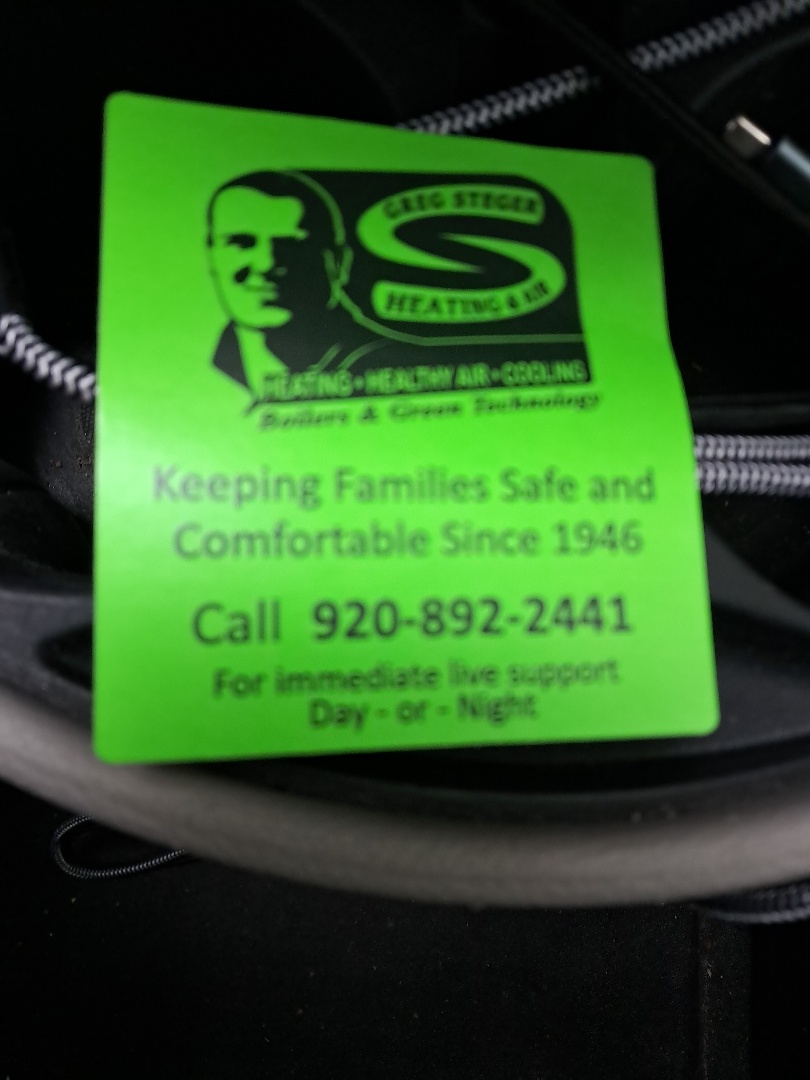 GREG STEGER
S
HEATING & AIR
HEATING • HEALTHY AIR • COOLING
Boilers & Green Technology
Keeping Families Safe and
Comfortable Since 1946
Call 920-892-2441
For immediate live support
Day - or - Night